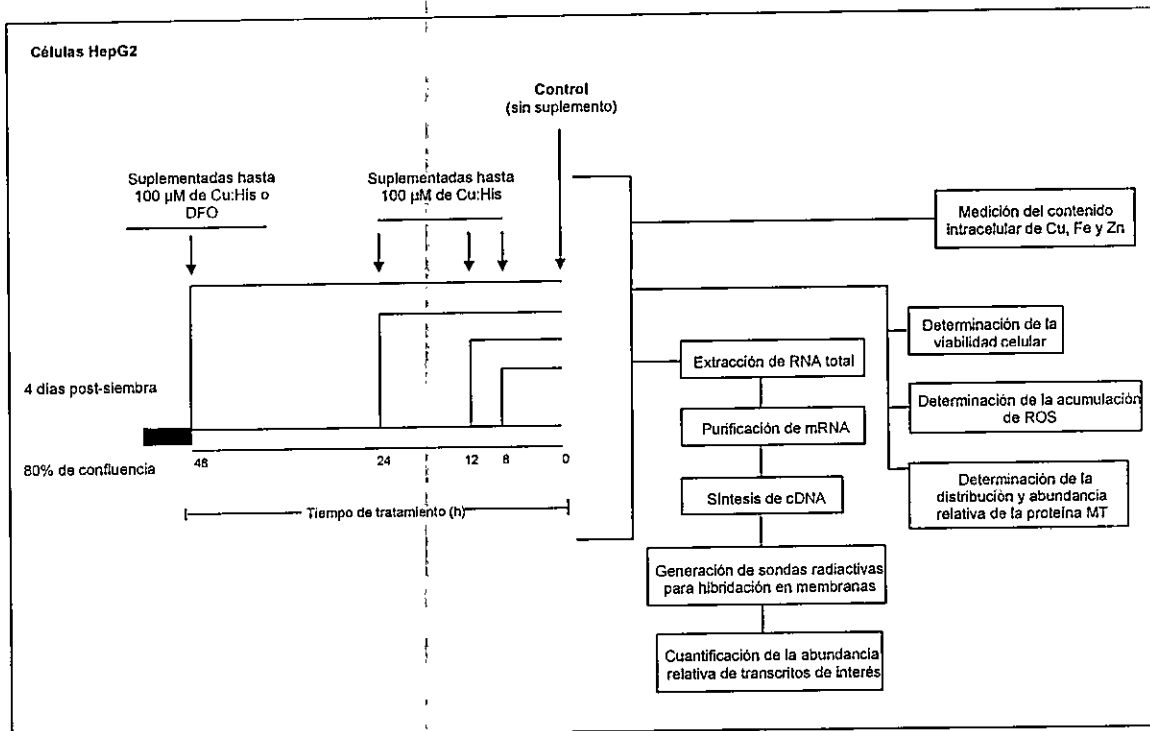 Células HepG2
Control
(sin suplemento)
Suplementadas hasta
100 µM de Cu:His o
DFO
Suplementadas hasta
100 µM de Cu:His
4 días post-siembra
80% de confluencia
48
24
12
8
0
Tiempo de tratamiento (h)
Extracción de RNA total
Purificación de mRNA
Síntesis de cDNA
Generación de sondas radiactivas
para hibridación en membranas
Cuantificación de la abundancia
relativa de transcritos de interés
Medición del contenido
intracelular de Cu, Fe y Zn
Determinación de la
viabilidad celular
Determinación de la acumulación
de ROS
Determinación de la
distribución y abundancia
relativa de la proteína MT